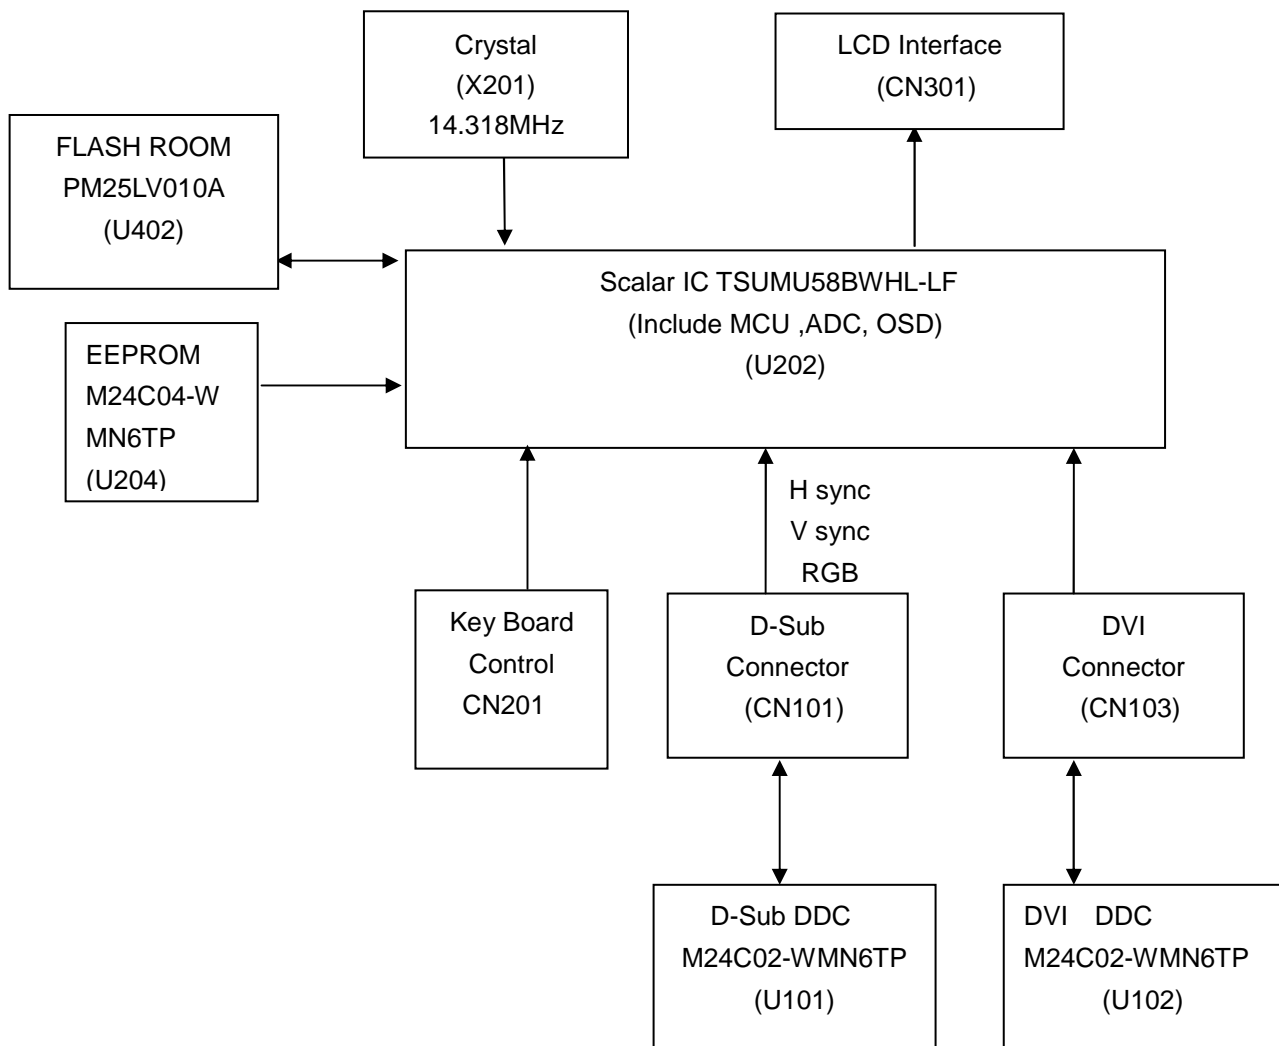 Crystal
(X201)
14.318MHz
LCD Interface
(CN301)
FLASH ROOM
PM25LV010A
(U402)
Scalar IC TSUMU58BWHL-LF
(Include MCU ,ADC, OSD)
(U202)
EEPROM
M24C04-W
MN6TP
(U204)
H sync
V sync
RGB
Key Board
Control
CN201
D-Sub
Connector
(CN101)
DVI
Connector
(CN103)
D-Sub DDC
M24C02-WMN6TP
(U101)
DVI DDC
M24C02-WMN6TP
(U102)